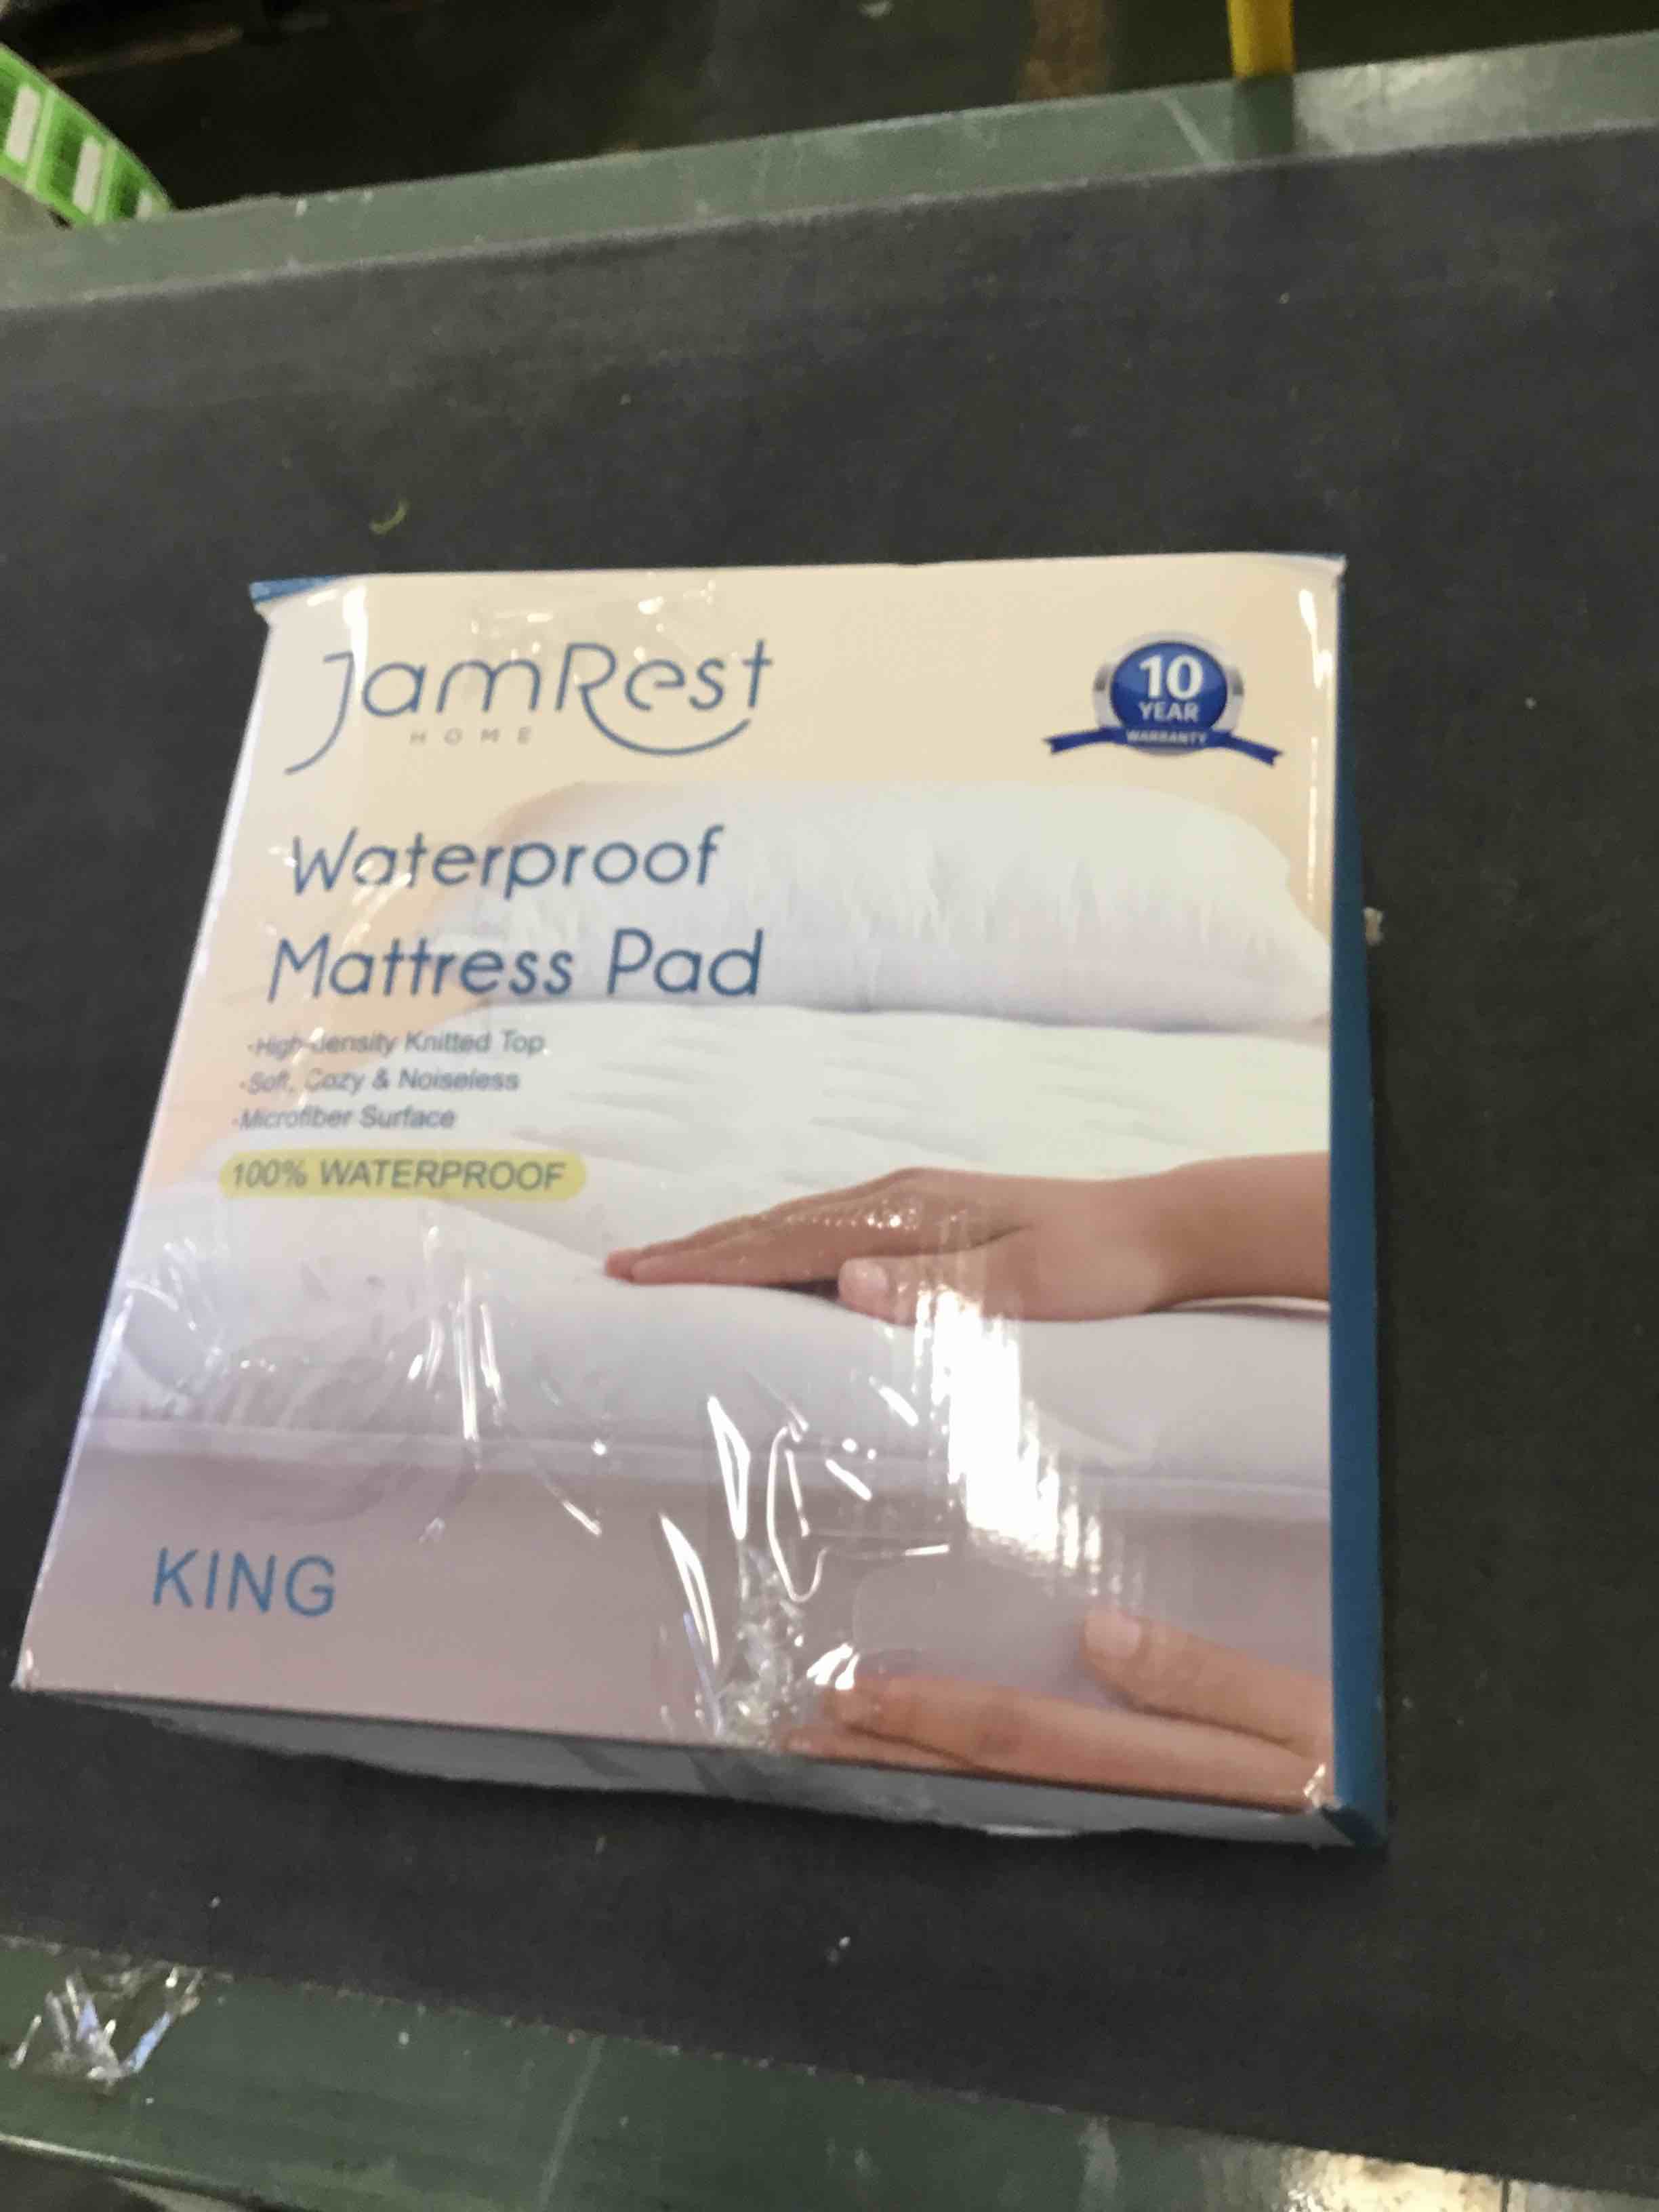 JamRest
HOME
10
YEAR
WARRANTY
Waterproof
Mattress Pad
-High-density Knitted Top
-Soft, Cozy & Noiseless
-Microfiber Surface
100% WATERPROOF
KING